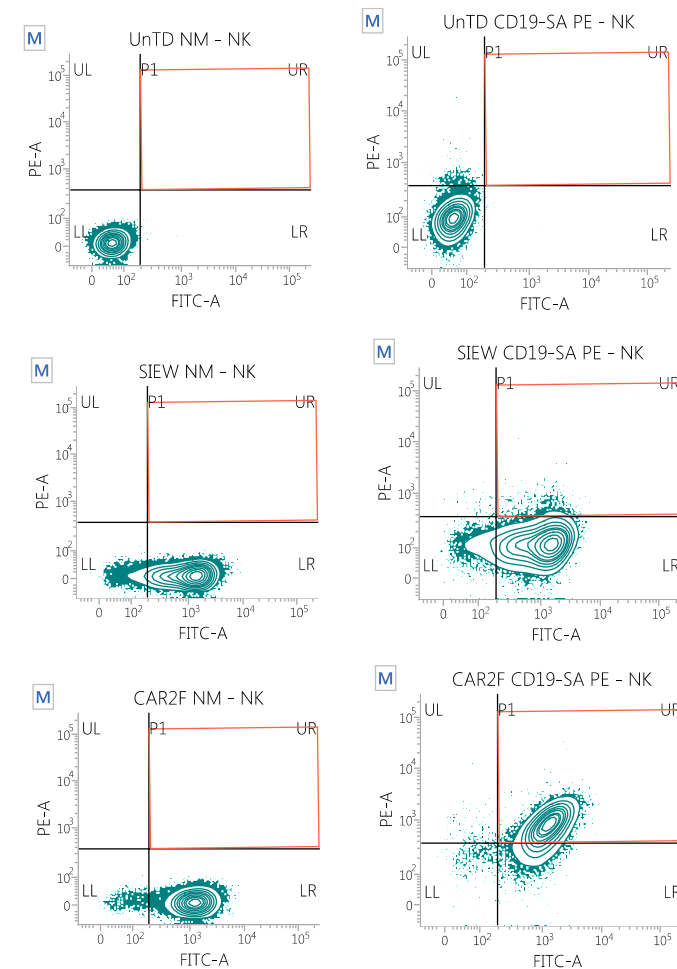 M
UnTD NM - NK
UL
P1
UR
10^5
10^4
10^3
10^2
0
PE-A
LL
LR
0
10^2
10^3
10^4
10^5
FITC-A
M
UnTD CD19-SA PE - NK
UL
P1
UR
10^5
10^4
10^3
10^2
0
PE-A
LL
LR
0
10^2
10^3
10^4
10^5
FITC-A
M
SIEW NM - NK
UL
P1
UR
10^5
10^4
10^3
10^2
0
PE-A
LL
LR
0
10^2
10^3
10^4
10^5
FITC-A
M
SIEW CD19-SA PE - NK
UL
P1
UR
10^5
10^4
10^3
10^2
0
PE-A
LL
LR
0
10^2
10^3
10^4
10^5
FITC-A
M
CAR2F NM - NK
UL
P1
UR
10^5
10^4
10^3
10^2
0
PE-A
LL
LR
0
10^2
10^3
10^4
10^5
FITC-A
M
CAR2F CD19-SA PE - NK
UL
P1
UR
10^5
10^4
10^3
10^2
0
PE-A
LL
LR
0
10^2
10^3
10^4
10^5
FITC-A